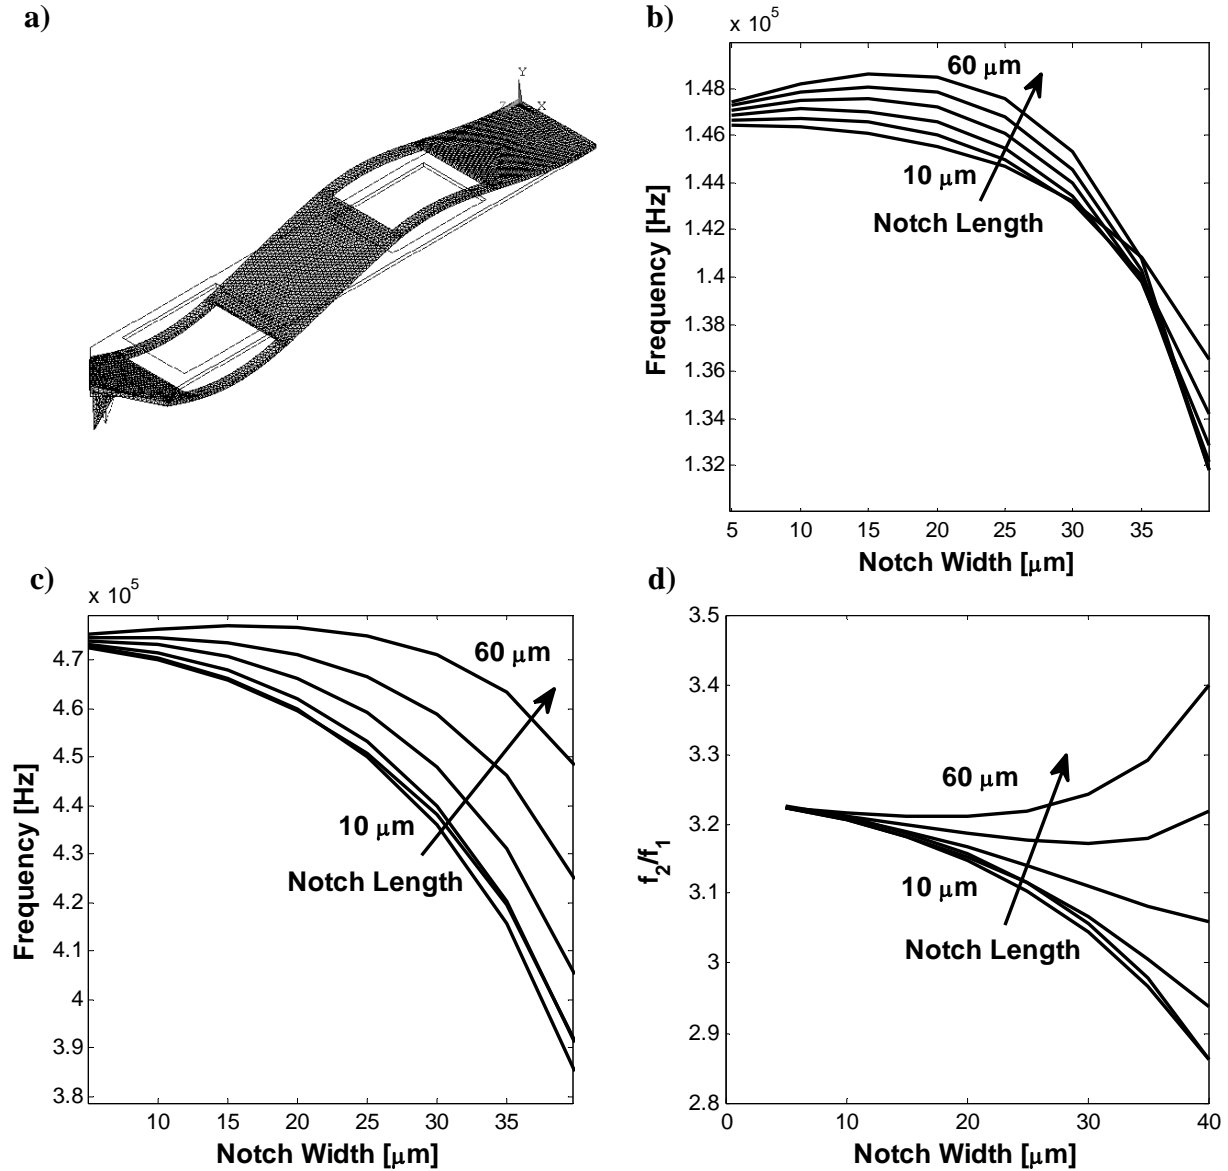 a)
Y
Z
X
b)
x 10^5
1.48
1.46
1.44
1.42
1.4
1.38
1.36
1.34
1.32
Frequency [Hz]
60 μm
10 μm
Notch Length
5
10
15
20
25
30
35
Notch Width [μm]
c)
x 10^5
4.7
4.6
4.5
4.4
4.3
4.2
4.1
4
3.9
3.8
Frequency [Hz]
60 μm
10 μm
Notch Length
10
15
20
25
30
35
Notch Width [μm]
d)
3.5
3.4
3.3
3.2
3.1
3
2.9
2.8
f_2/f_1
60 μm
10 μm
Notch Length
0
10
20
30
40
Notch Width [μm]